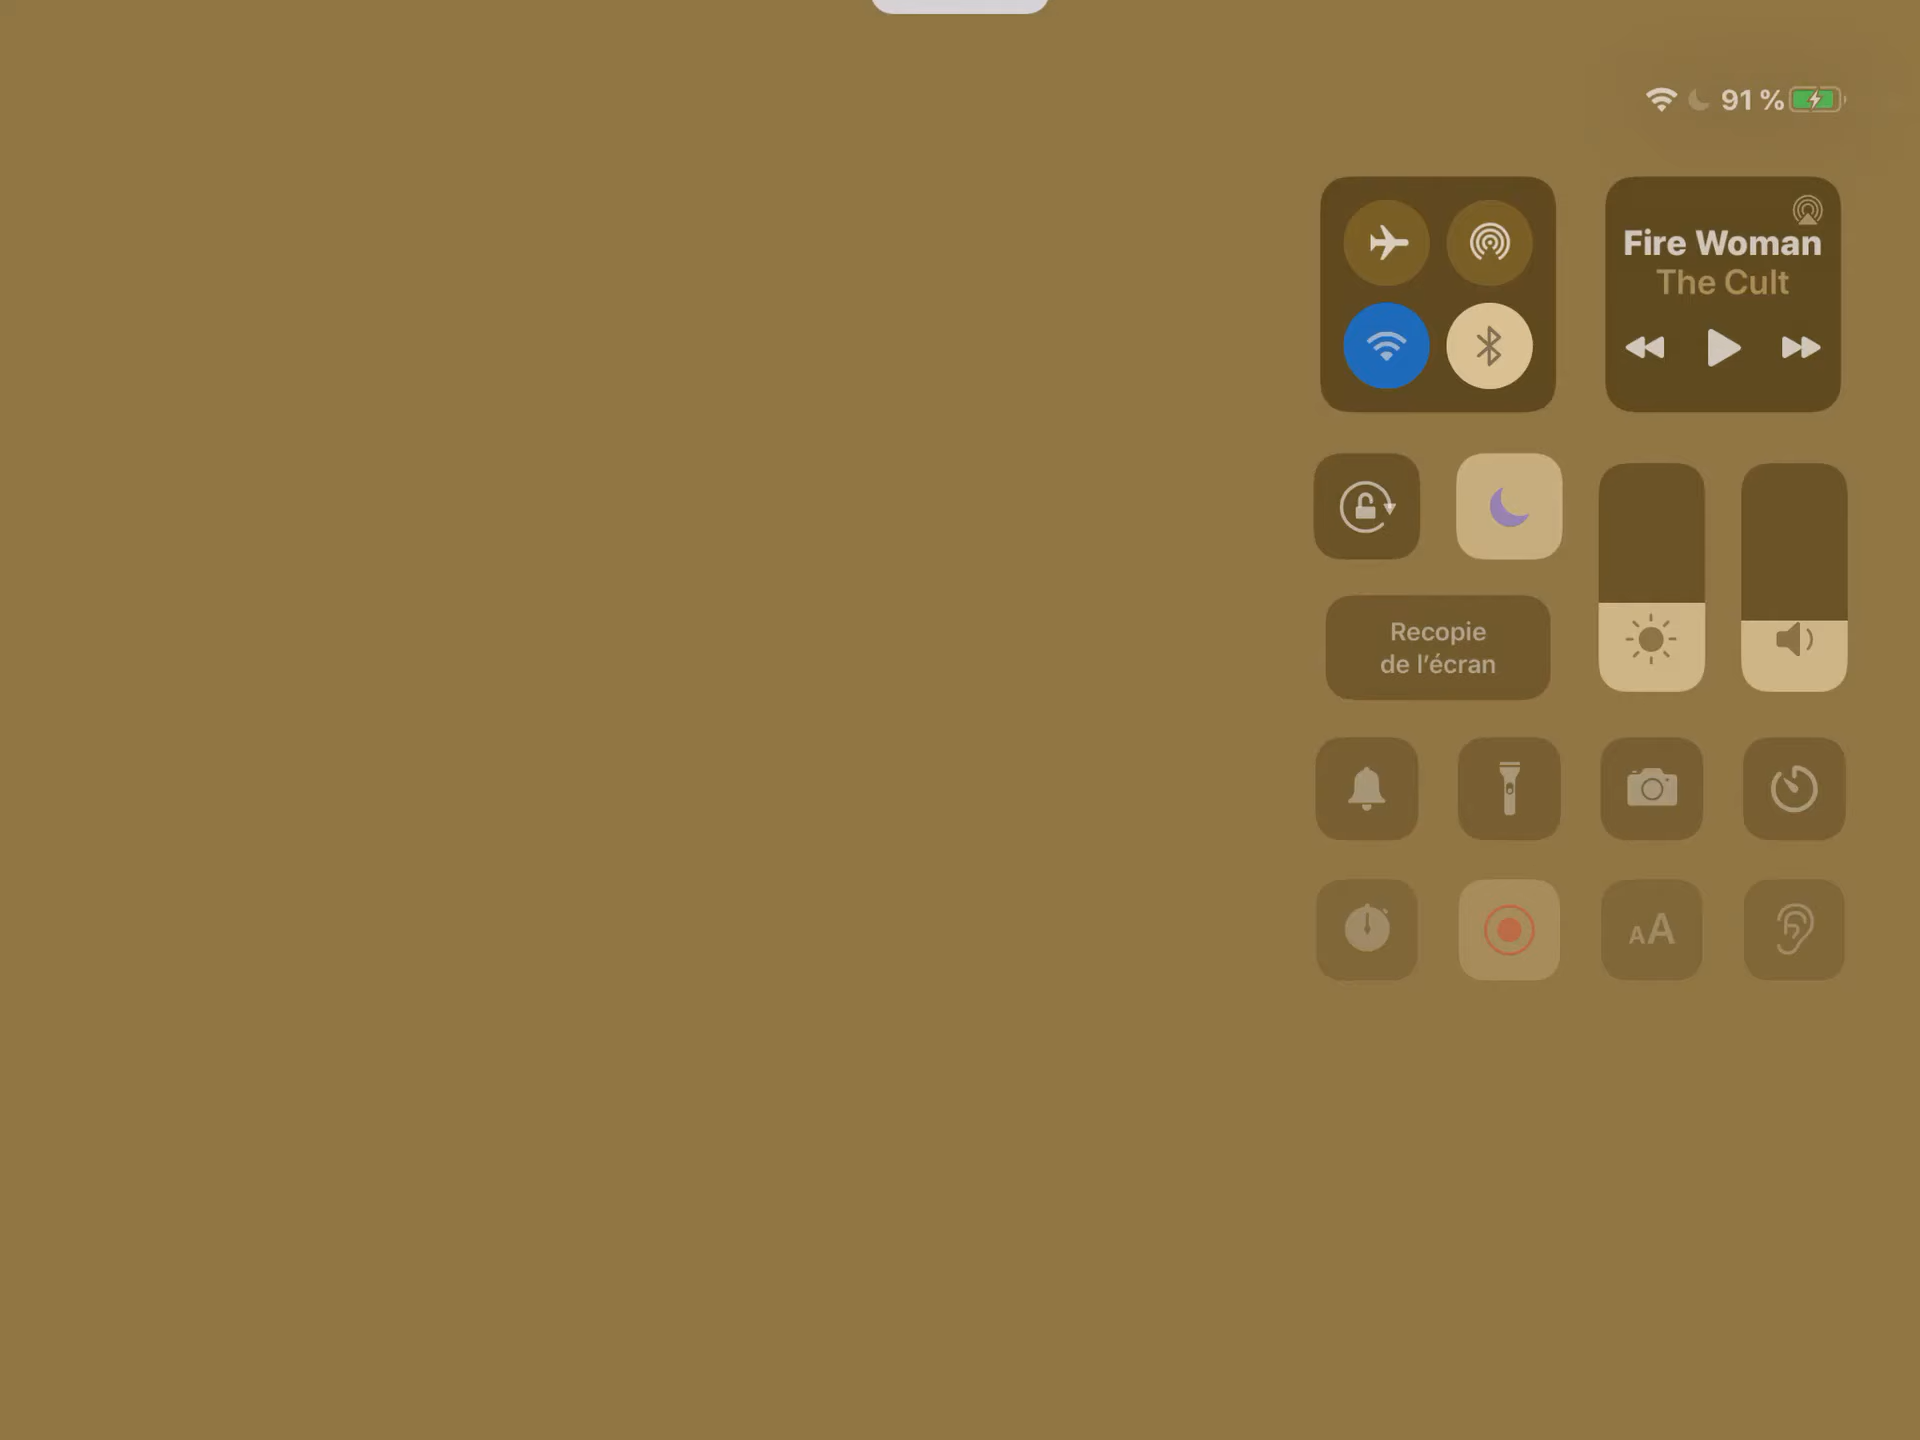 91 %
Fire Woman
The Cult
Recopie
de l’écran
AA